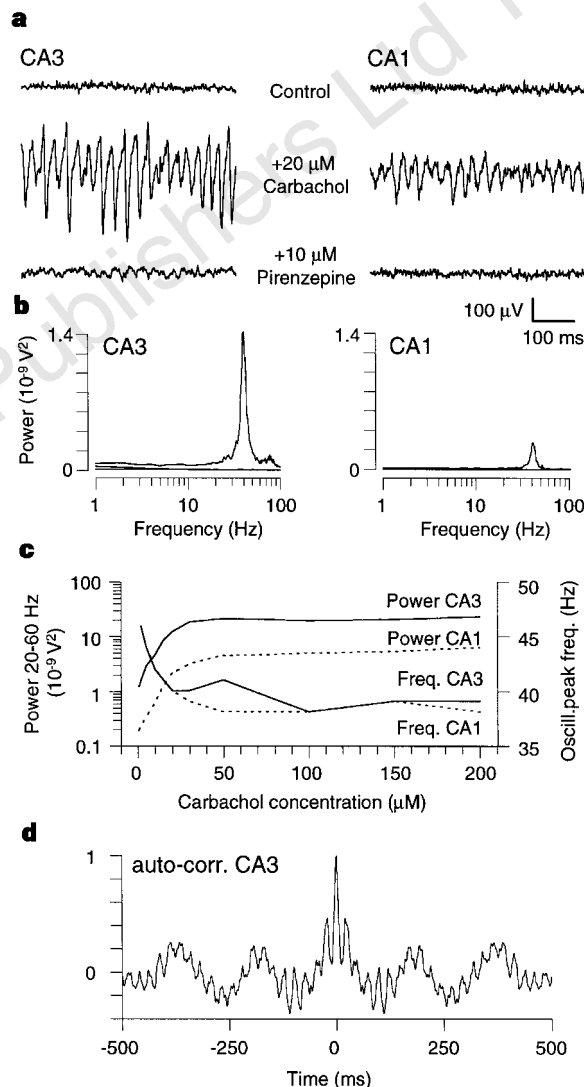 Publishers Ltd
a
CA3
CA1
Control
+20 µM
Carbachol
+10 µM
Pirenzepine
100 µV
100 ms
b
1.4
CA3
Power (10-9 V2)
0
1
10
100
Frequency (Hz)
1.4
CA1
0
1
10
100
Frequency (Hz)
c
Power 20-60 Hz
(10-9 V2)
100
10
1
0.1
Power CA3
Power CA1
Freq. CA3
Freq. CA1
50
45
40
35
Oscill.peak freq. (Hz)
0
50
100
150
200
Carbachol concentration (µM)
d
auto-corr. CA3
1
0
-500
-250
0
250
500
Time (ms)